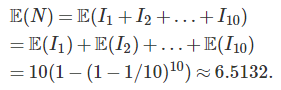 𝔼(N) = 𝔼(I₁ + I₂ + … + I₁₀)
= 𝔼(I₁) + 𝔼(I₂) + … + 𝔼(I₁₀)
= 10(1 − (1 − 1/10)¹⁰) ≈ 6.5132.